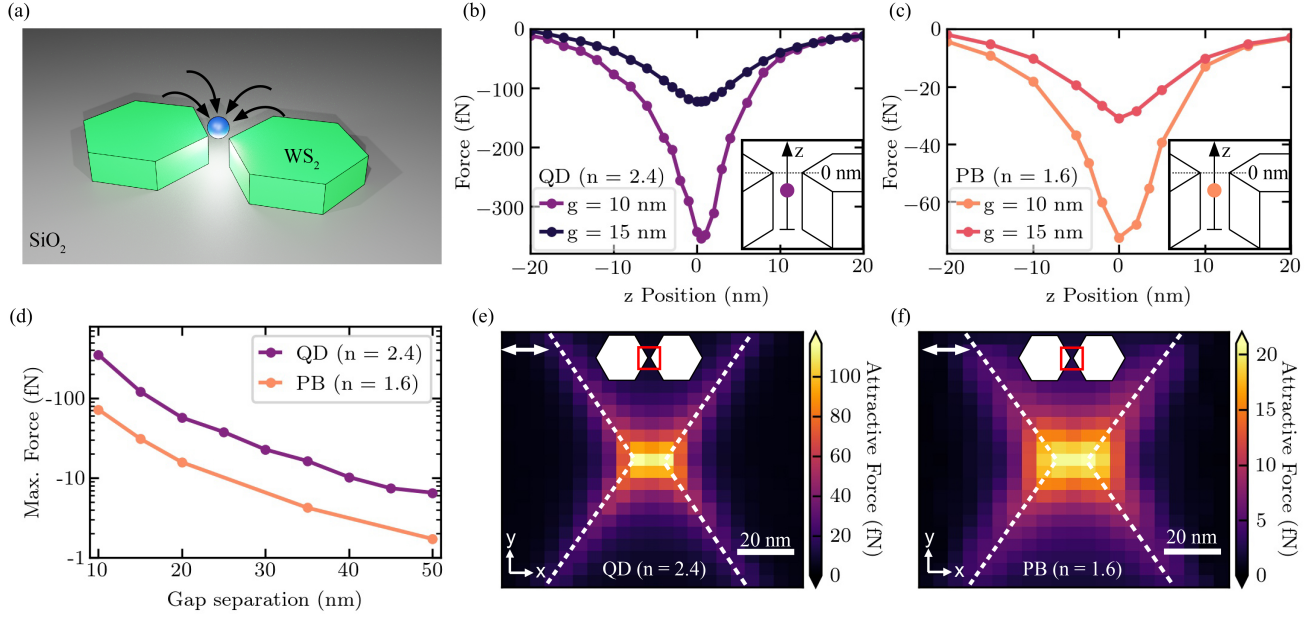 (a)
WS₂
SiO₂
(b)
0
−100
−200
−300
Force (fN)
QD (n = 2.4)
g = 10 nm
g = 15 nm
z
0 nm
−20
−10
0
10
20
z Position (nm)
(c)
0
−20
−40
−60
Force (fN)
PB (n = 1.6)
g = 10 nm
g = 15 nm
z
0 nm
−20
−10
0
10
20
z Position (nm)
(d)
-100
-10
-1
Max. Force (fN)
QD (n = 2.4)
PB (n = 1.6)
10
20
30
40
50
Gap separation (nm)
(e)
y
x
QD (n = 2.4)
20 nm
100
80
60
40
20
0
Attractive Force (fN)
(f)
y
x
PB (n = 1.6)
20 nm
20
15
10
5
0
Attractive Force (fN)